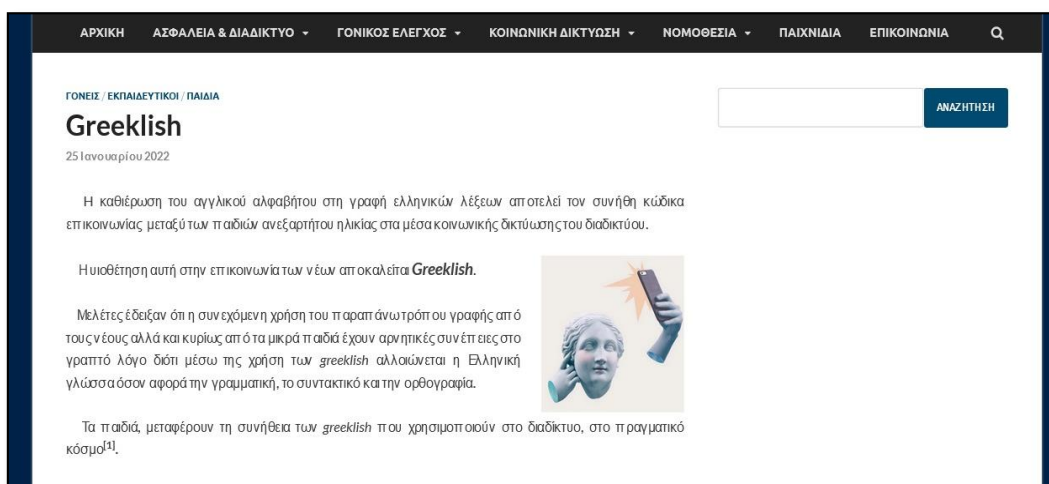 ΑΡΧΙΚΗ ΑΣΦΑΛΕΙΑ & ΔΙΑΔΙΚΤΥΟ ΓΟΝΙΚΟΣ ΕΛΕΓΧΟΣ ΚΟΙΝΩΝΙΚΗ ΔΙΚΤΥΩΣΗ ΝΟΜΟΘΕΣΙΑ ΠΑΙΧΝΙΔΙΑ ΕΠΙΚΟΙΝΩΝΙΑ
ΓΟΝΕΙΣ / ΕΚΠΑΙΔΕΥΤΙΚΟΙ / ΠΑΙΔΙΑ
ΑΝΑΖΗΤΗΣΗ
Greeklish
25 Ιανουαρίου 2022
Η καθιέρωση του αγγλικού αλφαβήτου στη γραφή ελληνικών λέξεων αποτελεί τον συνήθη κώδικα
επικοινωνίας μεταξύ των παιδιών ανεξαρτήτου ηλικίας στα μέσα κοινωνικής δικτύωσης του διαδικτύου.
Η υιοθέτηση αυτή στην επικοινωνία των νέων αποκαλείται Greeklish.
Μελέτες έδειξαν ότι η συνεχόμενη χρήση του παραπάνω τρόπου γραφής από
τους νέους αλλά και κυρίως από τα μικρά παιδιά έχουν αρνητικές συνέπειες στο
γραπτό λόγο διότι μέσω της χρήση των greeklish αλλοιώνεται η Ελληνική
γλώσσα όσον αφορά την γραμματική, το συντακτικό και την ορθογραφία.
Τα παιδιά, μεταφέρουν τη συνήθεια των greeklish που χρησιμοποιούν στο διαδίκτυο, στο πραγματικό
κόσμο[1].